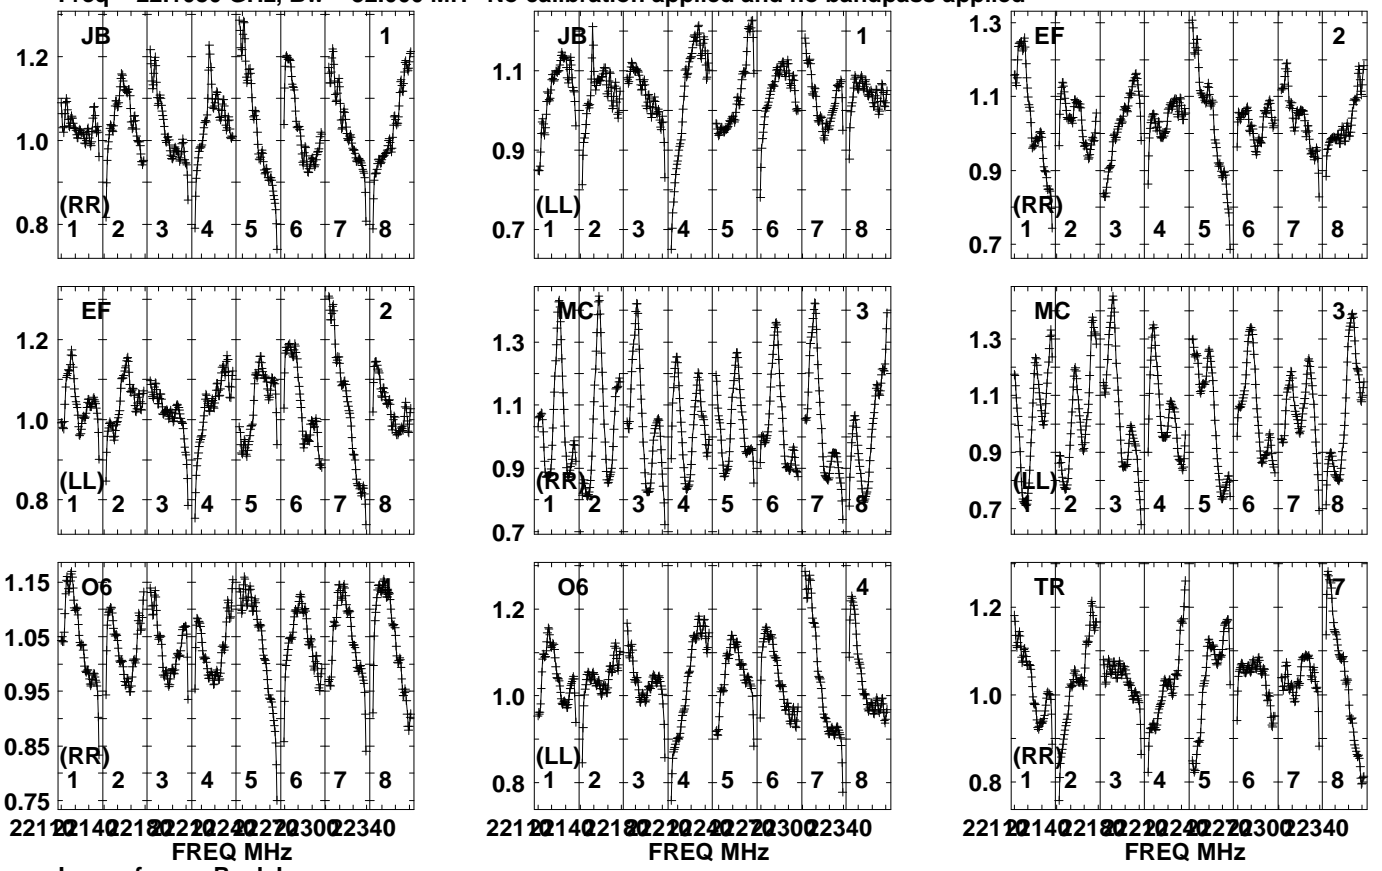 No calibration applied and no bandpass applied
JB 1 JB 1 EF 2
1.2 1.0 0.8
1.1 0.9 0.7
1.3 1.1 0.9 0.7
(RR) (LL) (RR)
1 2 3 4 5 6 7 8
1 2 3 4 5 6 7 8
1 2 3 4 5 6 7 8
EF 2 MC 3 MC 3
1.2 1.0 0.8
1.3 1.1 0.9 0.7
1.3 1.1 0.9 0.7
(LL) (RR) (LL)
1 2 3 4 5 6 7 8
1 2 3 4 5 6 7 8
1 2 3 4 5 6 7 8
O6 4 O6 4 TR 7
1.15 1.05 0.95 0.85 0.75
1.2 1.0 0.8
1.2 1.0 0.8
(RR) (LL) (RR)
1 2 3 4 5 6 7 8
1 2 3 4 5 6 7 8
1 2 3 4 5 6 7 8
FREQ MHz FREQ MHz FREQ MHz